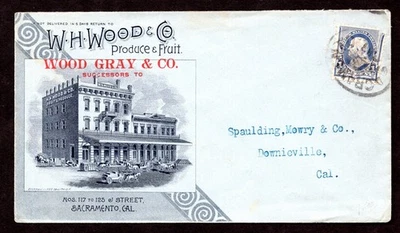 IF NOT DELIVERED IN 5 DAYS RETURN TO
W.H. WOOD & CO.
Produce & Fruit.
WOOD GRAY & CO.
SUCCESSORS TO
Spaulding, Mowry & Co.,
Downieville,
Cal.
NOS. 117 TO 125 J STREET,
SACRAMENTO, CAL.